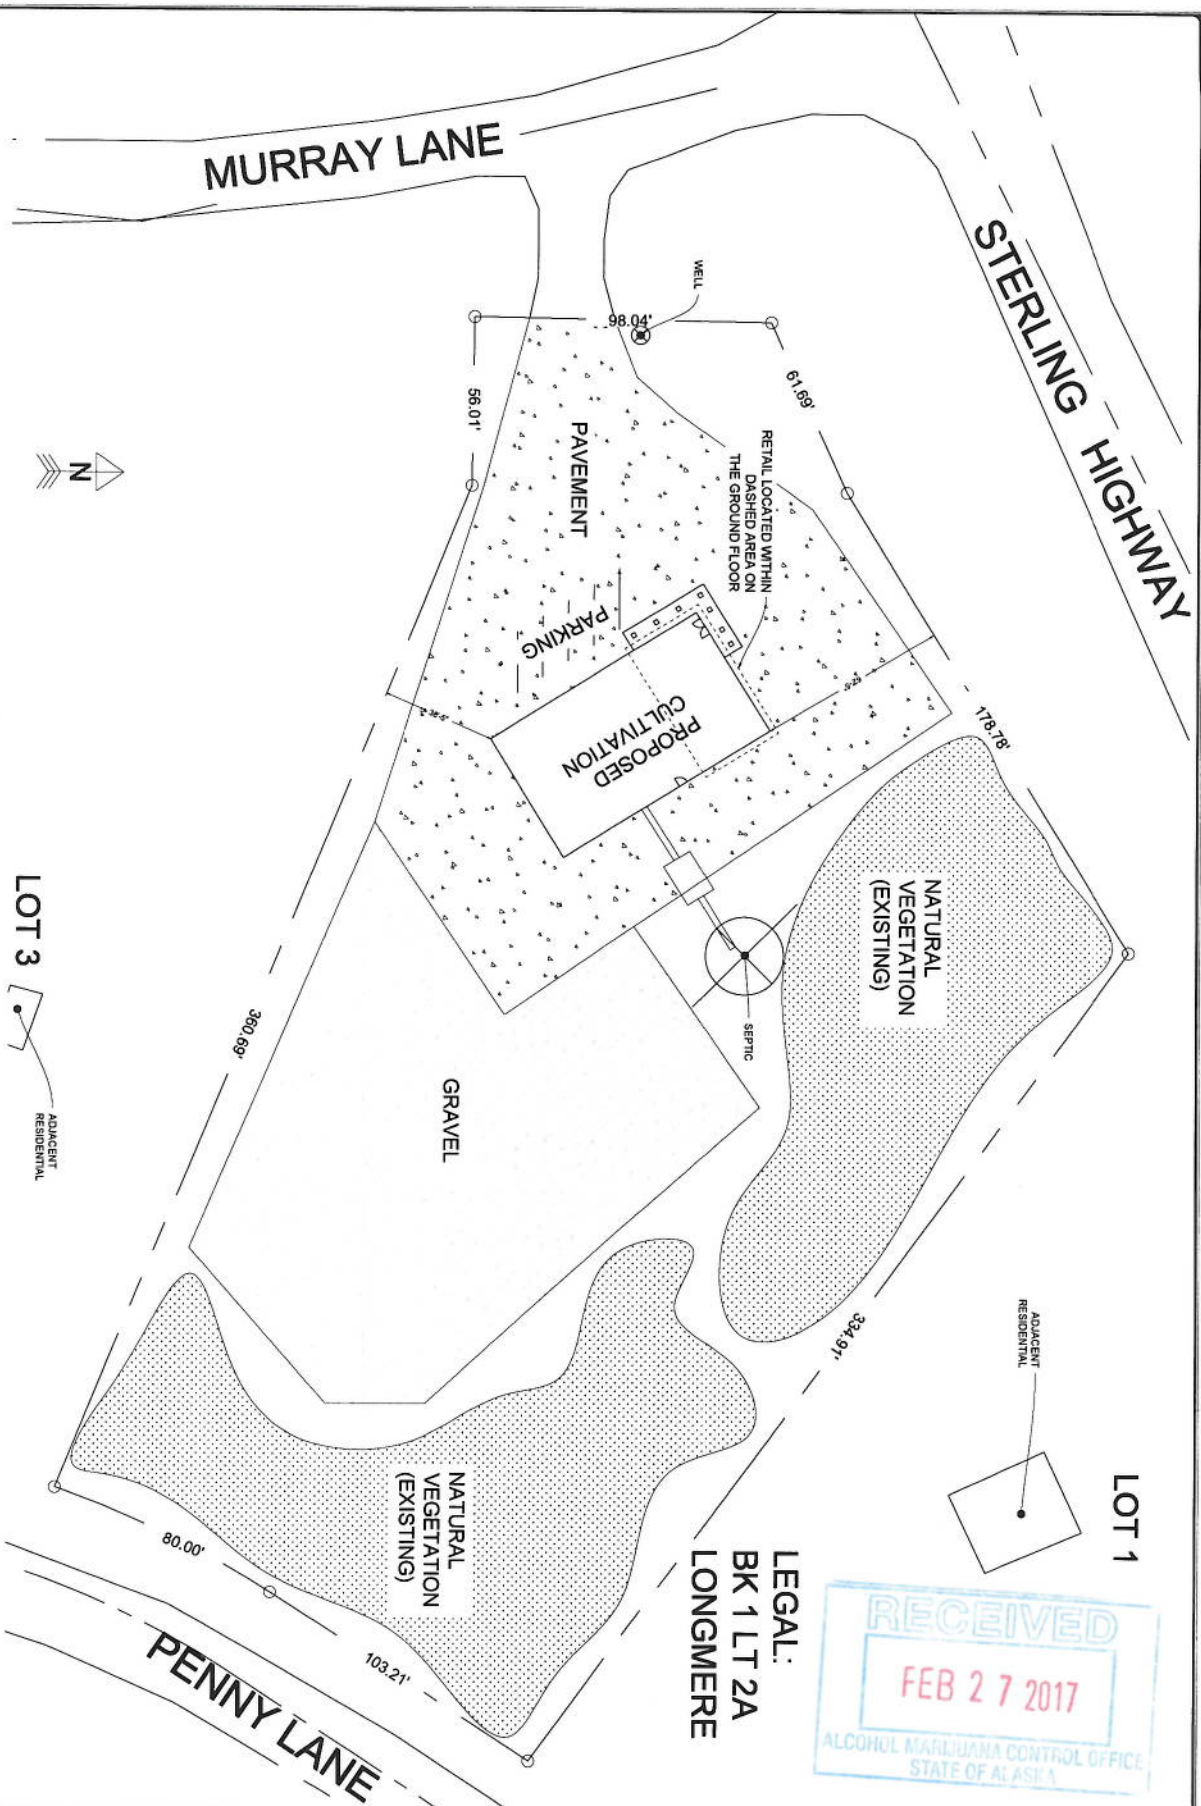 MURRAY LANE
STERLING HIGHWAY
WELL
98.04'
61.69'
56.01'
N
PAVEMENT
RETAIL LOCATED WITHIN
DASHED AREA ON
THE GROUND FLOOR
PARKING
PROPOSED
CULTIVATION
178.78'
NATURAL
VEGETATION
(EXISTING)
SEPTIC
LOT 3
ADJACENT
RESIDENTIAL
360.69'
GRAVEL
334.91'
ADJACENT
RESIDENTIAL
LOT 1
NATURAL
VEGETATION
(EXISTING)
80.00'
103.21'
PENNY LANE
LEGAL:
BK 1 LT 2A
LONGMERE
RECEIVED
FEB 27 2017
ALCOHOL MARIJUANA CONTROL OFFICE
STATE OF ALASKA